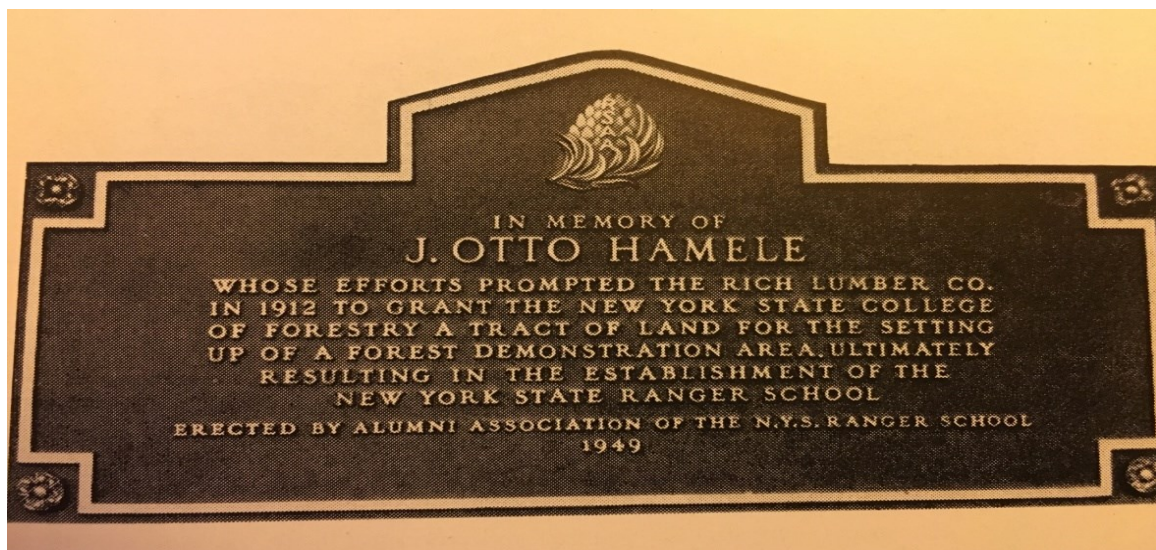 RSAA
IN MEMORY OF
J. OTTO HAMELE
WHOSE EFFORTS PROMPTED THE RICH LUMBER CO.
IN 1912 TO GRANT THE NEW YORK STATE COLLEGE
OF FORESTRY A TRACT OF LAND FOR THE SETTING
UP OF A FOREST DEMONSTRATION AREA, ULTIMATELY
RESULTING IN THE ESTABLISHMENT OF THE
NEW YORK STATE RANGER SCHOOL
ERECTED BY ALUMNI ASSOCIATION OF THE N.Y.S. RANGER SCHOOL
1949